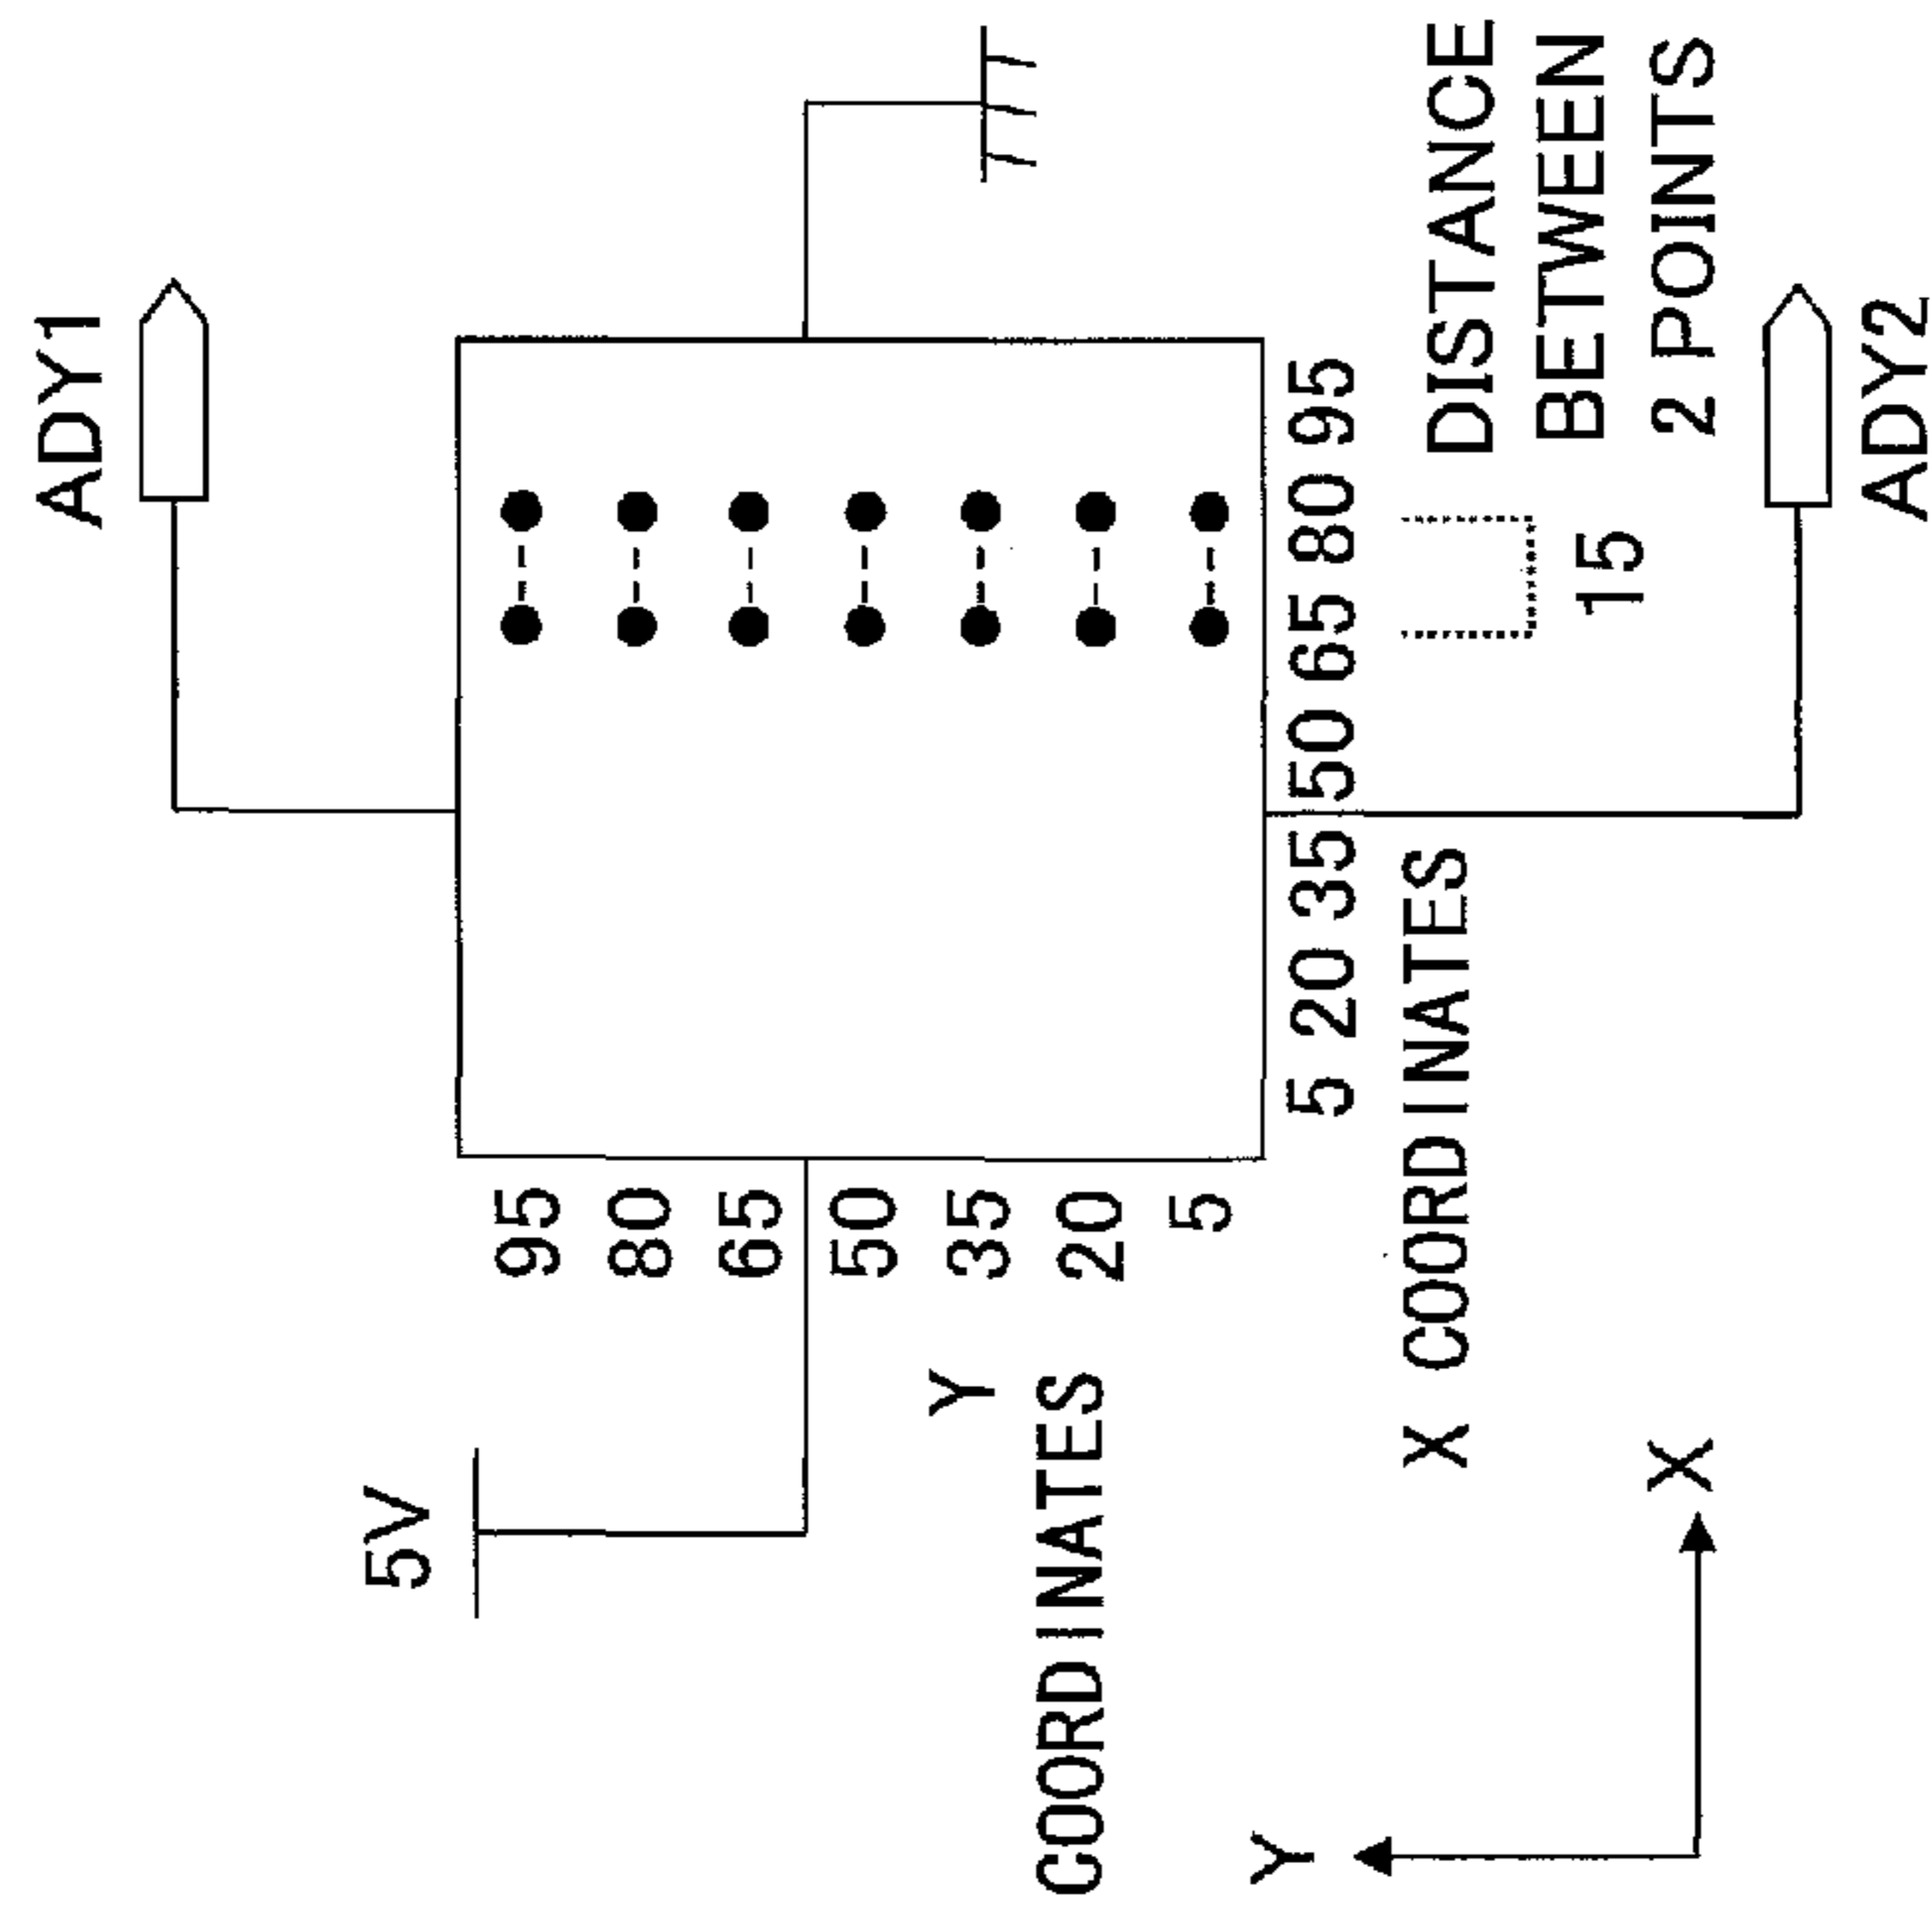 ADY1
5V
95
80
65
50
35
20
5
Y
COORDINATES
5 20 35 50 65 80 95
X COORDINATES
15
DISTANCE
BETWEEN
2 POINTS
Y
X
ADY2